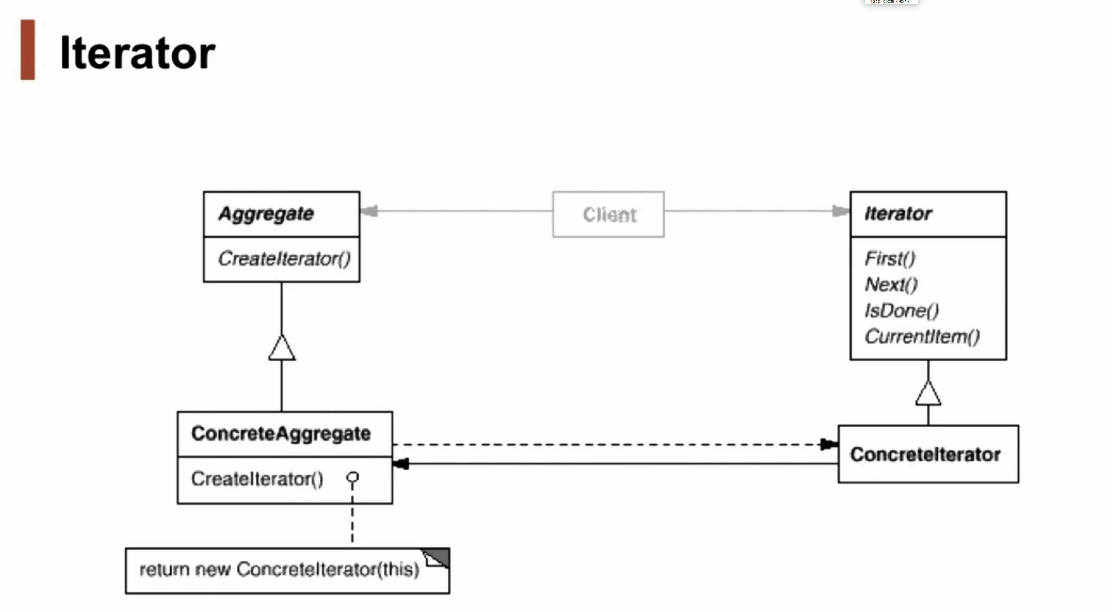 Iterator
Aggregate
CreateIterator()
Client
Iterator
First()
Next()
IsDone()
CurrentItem()
ConcreteAggregate
CreateIterator()
ConcreteIterator
return new ConcreteIterator(this)